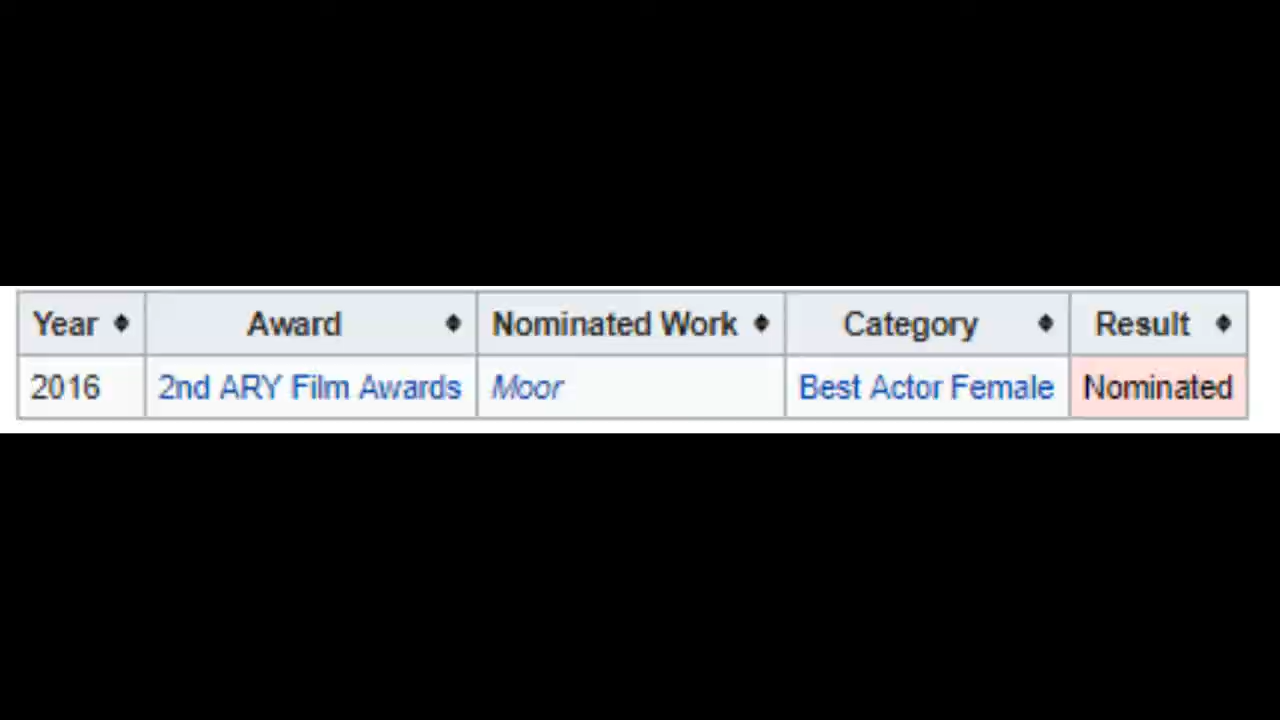 Year Award Nominated Work Category Result
2016 2nd ARY Film Awards Moor Best Actor Female Nominated